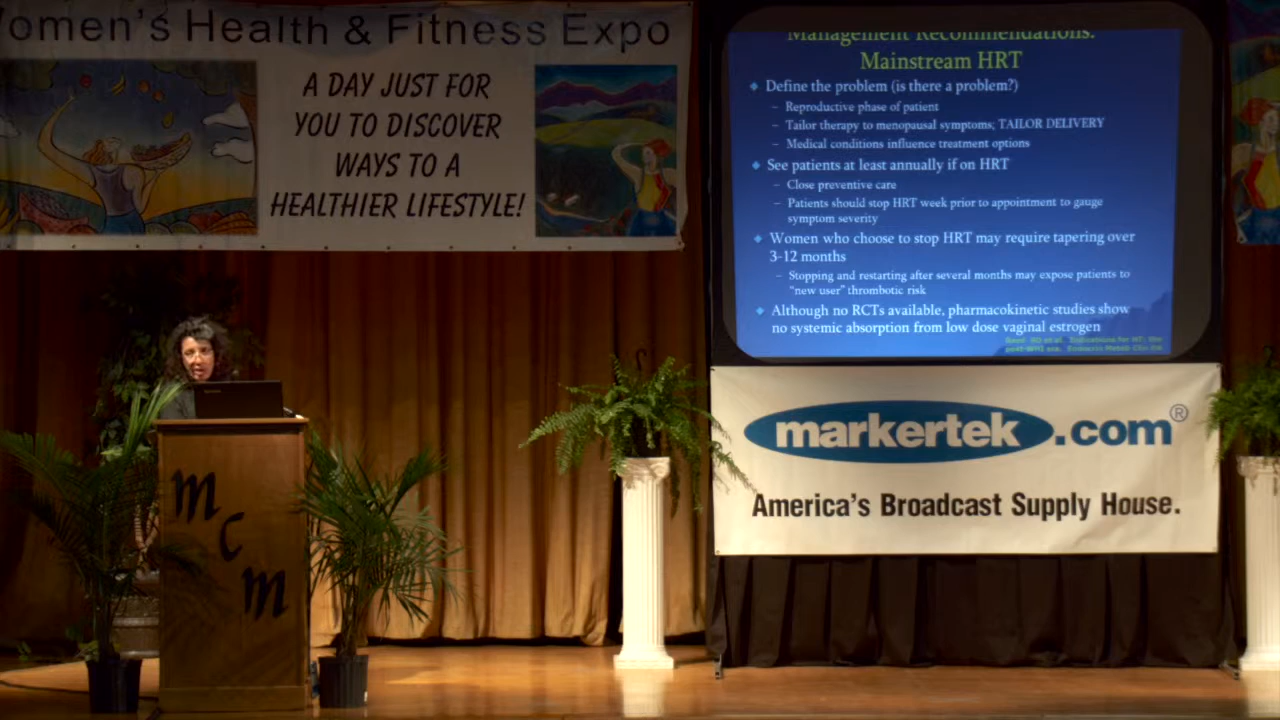 omen's Health & Fitness Expo
A DAY JUST FOR
YOU TO DISCOVER
WAYS TO A
HEALTHIER LIFESTYLE!
Management Recommendations:
Mainstream HRT
Define the problem (is there a problem?)
– Reproductive phase of patient
– Tailor therapy to menopausal symptoms; TAILOR DELIVERY
– Medical conditions influence treatment options
See patients at least annually if on HRT
– Close preventive care
– Patients should stop HRT week prior to appointment to gauge
symptom severity
Women who choose to stop HRT may require tapering over
3-12 months
– Stopping and restarting after several months may expose patients to
"new user" thrombotic risk
Although no RCTs available, pharmacokinetic studies show
no systemic absorption from low dose vaginal estrogen
markertek.com®
America's Broadcast Supply House.
M
C
M